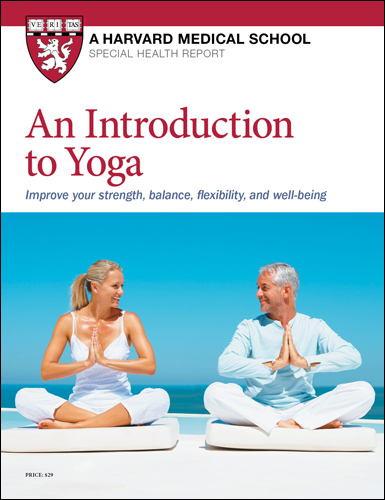 VE RI TAS
A HARVARD MEDICAL SCHOOL
SPECIAL HEALTH REPORT
An Introduction
to Yoga
Improve your strength, balance, flexibility, and well-being
PRICE: $29